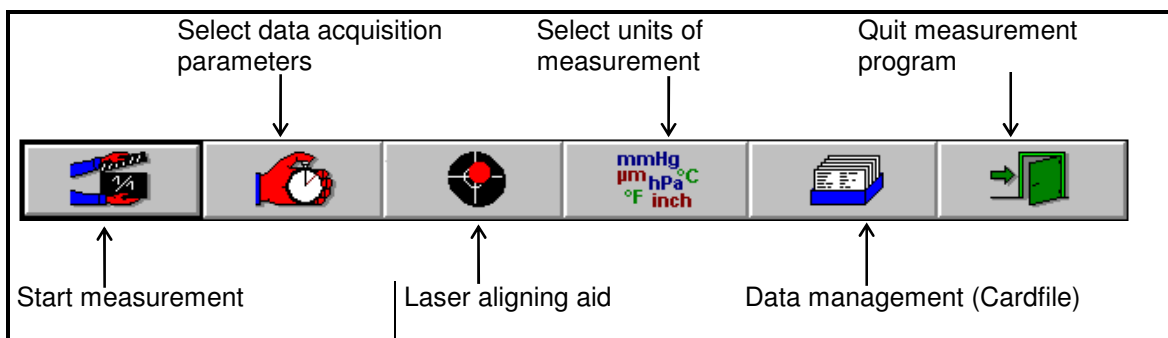 Select data acquisition
parameters
Select units of
measurement
Quit measurement
program
1/1
mmHg
µm hPa °C
°F inch
Start measurement
Laser aligning aid
Data management (Cardfile)